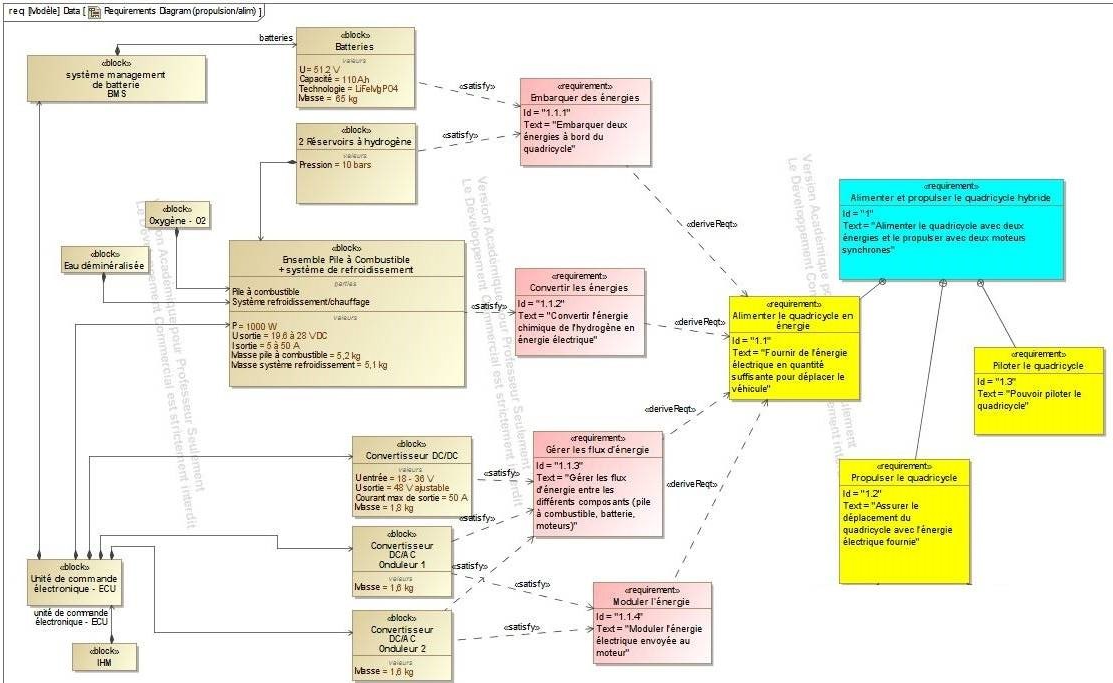 req [Modèle] Data [ Requirements Diagram (propulsion/alim) ]
«block»
système management
de batterie
BMS
batteries
«block»
Batteries
valeurs
U= 51,2 V
Capacité = 110Ah
Technologie = LiFeMgPO4
Masse = 65 kg
«satisfy»
«block»
2 Réservoirs à hydrogène
valeurs
Pression = 10 bars
«satisfy»
«requirement»
Embarquer des énergies
Id = "1.1.1"
Text = "Embarquer deux
énergies à bord du
quadricycle"
«deriveReqt»
«requirement»
Alimenter et propulser le quadricycle hybride
Id = "1"
Text = "Alimenter le quadricycle avec deux
énergies et le propulser avec deux moteurs
synchrones"
«block»
Oxygène - O2
«block»
Eau déminéralisée
«block»
Ensemble Pile à Combustible
+ système de refroidissement
parties
Pile à combustible
Système refroidissement/chauffage
valeurs
P = 1000 W
Usortie = 19,6 à 28 VDC
Isortie = 5 à 50 A
Masse pile à combustible = 5,2 kg
Masse système refroidissement = 5,1 kg
«satisfy»
«requirement»
Convertir les énergies
Id = "1.1.2"
Text = "Convertir l'énergie
chimique de l'hydrogène en
énergie électrique"
«deriveReqt»
«requirement»
Alimenter le quadricycle en
énergie
Id = "1.1"
Text = "Fournir de l'énergie
électrique en quantité
suffisante pour déplacer le
véhicule"
«requirement»
Piloter le quadricycle
Id = "1.3"
Text = "Pouvoir piloter le
quadricycle"
«block»
Convertisseur DC/DC
valeurs
Uentrée = 18 - 36 V
Usortie = 48 V ajustable
Courant max de sortie = 50 A
Masse = 1,8 kg
«satisfy»
«satisfy»
«requirement»
Gérer les flux d'énergie
Id = "1.1.3"
Text = "Gérer les flux
d'énergie entre les
différents composants (pile
à combustible, batterie,
moteurs)"
«deriveReqt»
«deriveReqt»
«requirement»
Propulser le quadricycle
Id = "1.2"
Text = "Assurer le
déplacement du
quadricycle avec l'énergie
électrique fournie"
«block»
Convertisseur
DC/AC
Onduleur 1
valeurs
Masse = 1,6 kg
«satisfy»
«satisfy»
«block»
Unité de commande
électronique - ECU
unité de commande
électronique - ECU
«block»
IHM
«block»
Convertisseur
DC/AC
Onduleur 2
valeurs
Masse = 1,6 kg
«satisfy»
«requirement»
Moduler l'énergie
Id = "1.1.4"
Text = "Moduler l'énergie
électrique envoyée au
moteur"
Version Académique pour Professeur Seulement
Le Développement Commercial est strictement interdit